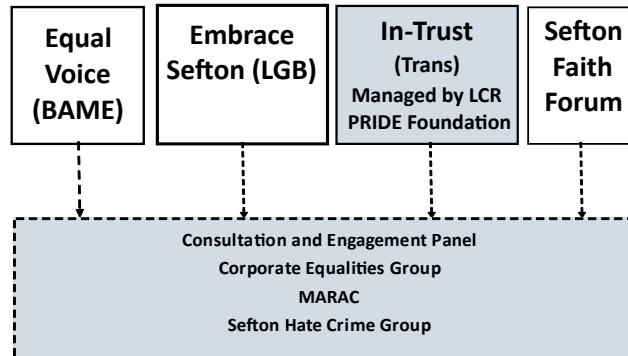 Equal
Voice
(BAME)
Embrace
Sefton (LGB)
In-Trust
(Trans)
Managed by LCR
PRIDE Foundation
Sefton
Faith
Forum
Consultation and Engagement Panel
Corporate Equalities Group
MARAC
Sefton Hate Crime Group